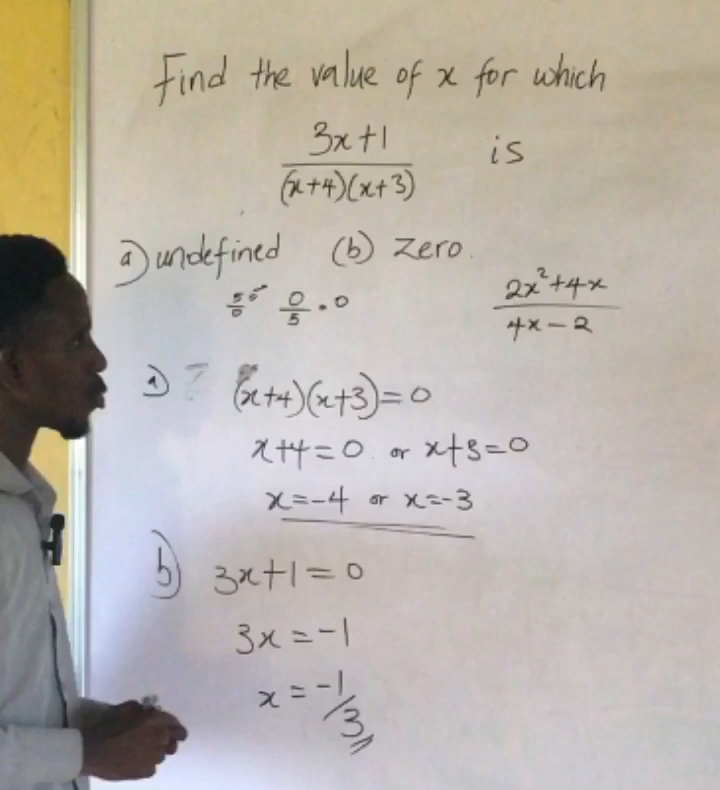 Find the value of x for which
3x+1
(x+4)(x+3)
is
a) undefined (b) Zero.
5/0 0/5 = 0
2x²+4x
4x-2
a) ? (x+4)(x+3)=0
x+4=0 or x+3=0
x=-4 or x=-3
b) 3x+1=0
3x=-1
x=-1/3